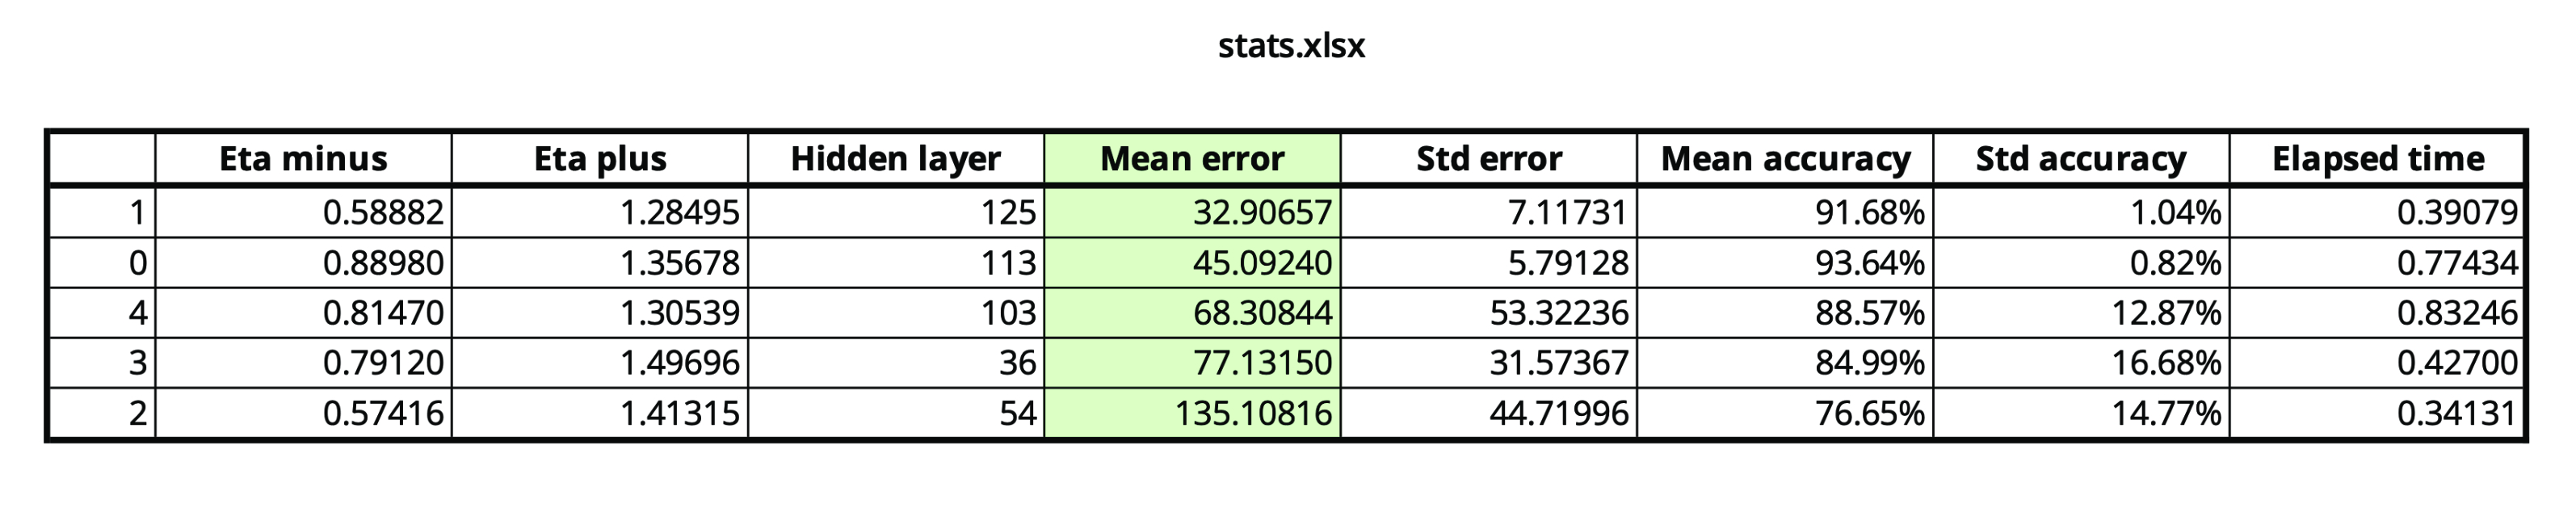 stats.xlsx
Eta minus Eta plus Hidden layer Mean error Std error Mean accuracy Std accuracy Elapsed time
1 0.58882 1.28495 125 32.90657 7.11731 91.68% 1.04% 0.39079
0 0.88980 1.35678 113 45.09240 5.79128 93.64% 0.82% 0.77434
4 0.81470 1.30539 103 68.30844 53.32236 88.57% 12.87% 0.83246
3 0.79120 1.49696 36 77.13150 31.57367 84.99% 16.68% 0.42700
2 0.57416 1.41315 54 135.10816 44.71996 76.65% 14.77% 0.34131